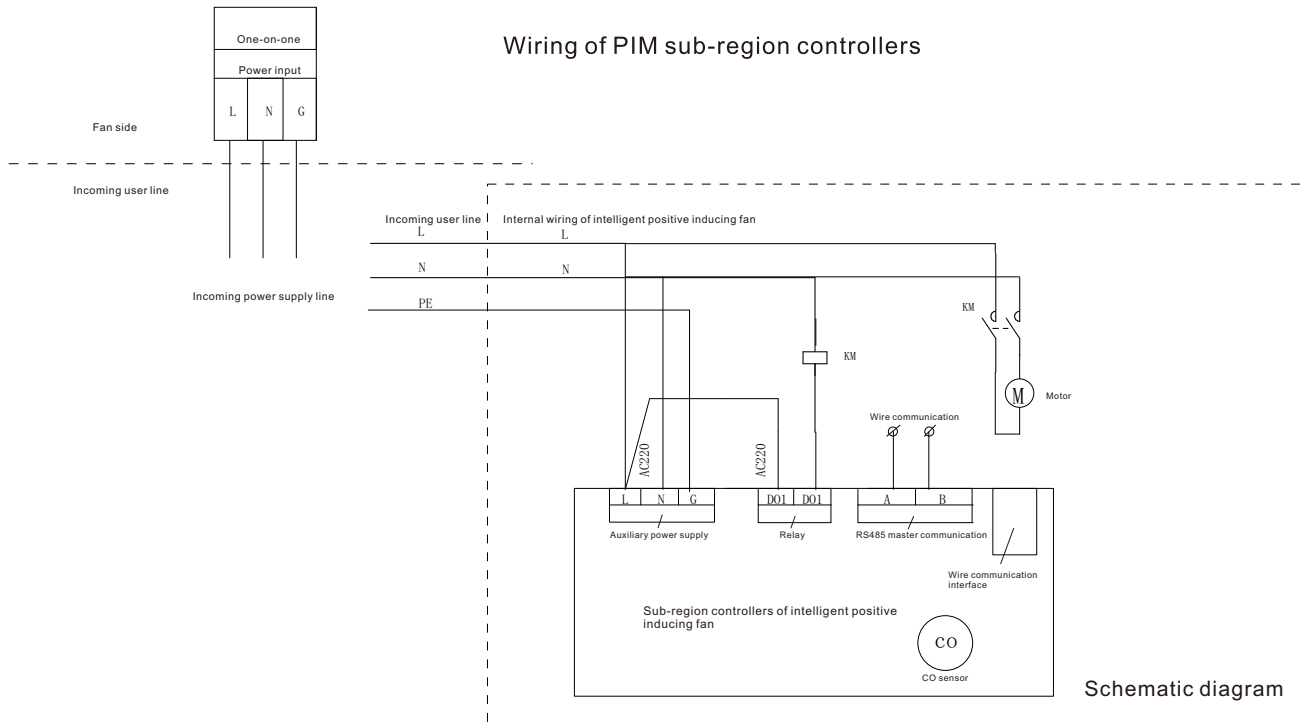 Wiring of PIM sub-region controllers
One-on-one
Power input
L N G
Fan side
Incoming user line
Incoming user line
Internal wiring of intelligent positive inducing fan
L
L
N
N
PE
Incoming power supply line
KM
KM
M
Motor
Wire communication
AC220
AC220
L N G
DO1 DO1
A B
Auxiliary power supply
Relay
RS485 master communication
Wire communication
interface
Sub-region controllers of intelligent positive
inducing fan
CO
CO sensor
Schematic diagram